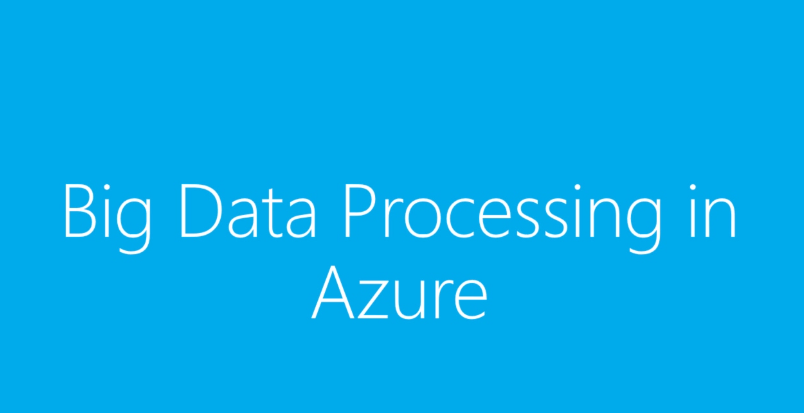 Big Data Processing in
Azure